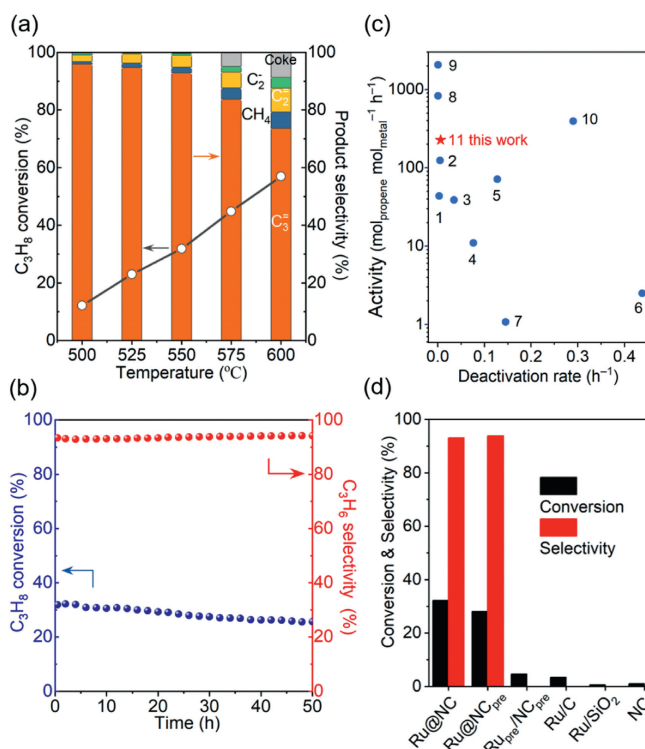 (a)
100
80
60
40
20
0
C₃H₈ conversion (%)
100
80
60
40
20
0
Product selectivity (%)
Coke
C₂⁻
C₂⁼
CH₄
C₃⁼
500 525 550 575 600
Temperature (°C)
(c)
1000
100
10
1
Activity (mol_propene mol_metal⁻¹ h⁻¹)
9
8
10
11 this work
2
5
1
3
4
6
7
0.0 0.1 0.2 0.3 0.4
Deactivation rate (h⁻¹)
(b)
100
80
60
40
20
0
C₃H₈ conversion (%)
100
80
60
40
20
0
C₃H₆ selectivity (%)
0 10 20 30 40 50
Time (h)
(d)
100
80
60
40
20
0
Conversion & Selectivity (%)
Conversion
Selectivity
Ru@NC
Ru@NC_pre
Ru_pre/NC_pre
Ru/C
Ru/SiO₂
NC